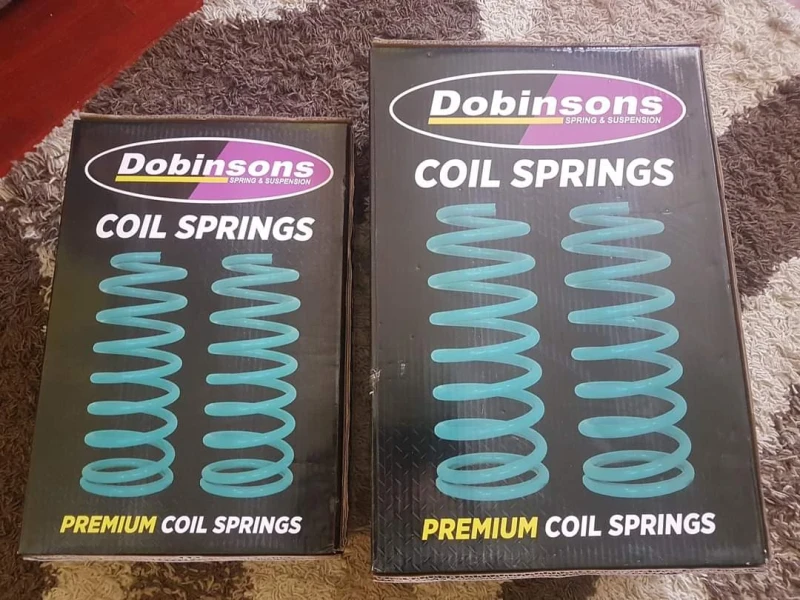 Dobinsons
SPRING & SUSPENSION
COIL SPRINGS
PREMIUM COIL SPRINGS
Dobinsons
SPRING & SUSPENSION
COIL SPRINGS
PREMIUM COIL SPRINGS